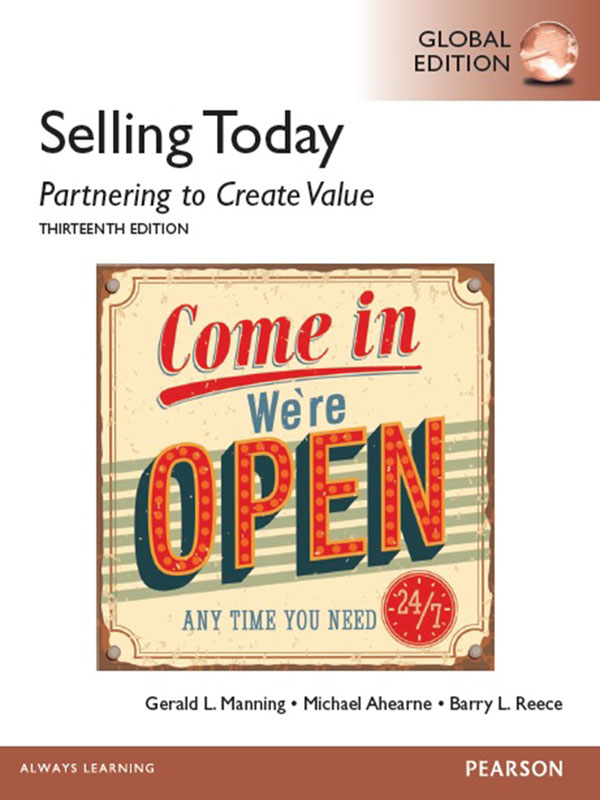 GLOBAL
EDITION
Selling Today
Partnering to Create Value
THIRTEENTH EDITION
Come in
We`re
OPEN
ANY TIME YOU NEED
24/7
Gerald L. Manning • Michael Ahearne • Barry L. Reece
ALWAYS LEARNING
PEARSON